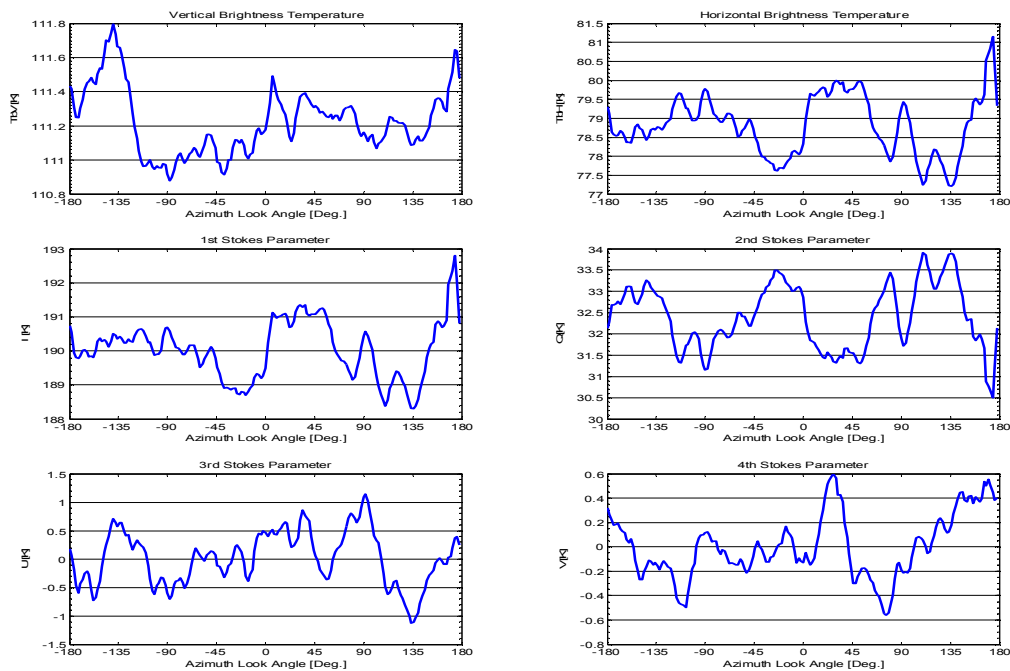 Vertical Brightness Temperature
111.8
111.6
111.4
111.2
111
110.8
TbV[K]
-180 -135 -90 -45 0 45 90 135 180
Azimuth Look Angle [Deg.]
Horizontal Brightness Temperature
81.5
81
80.5
80
79.5
79
78.5
78
77.5
77
TbH[K]
-180 -135 -90 -45 0 45 90 135 180
Azimuth Look Angle [Deg.]
1st Stokes Parameter
193
192
191
190
189
188
I [K]
-180 -135 -90 -45 0 45 90 135 180
Azimuth Look Angle [Deg.]
2nd Stokes Parameter
34
33.5
33
32.5
32
31.5
31
30.5
30
Q[K]
-180 -135 -90 -45 0 45 90 135 180
Azimuth Look Angle [Deg.]
3rd Stokes Parameter
1.5
1
0.5
0
-0.5
-1
-1.5
U[K]
-180 -135 -90 -45 0 45 90 135 180
Azimuth Look Angle [Deg.]
4th Stokes Parameter
0.6
0.4
0.2
0
-0.2
-0.4
-0.6
-0.8
V[K]
-180 -135 -90 -45 0 45 90 135 180
Azimuth Look Angle [Deg.]